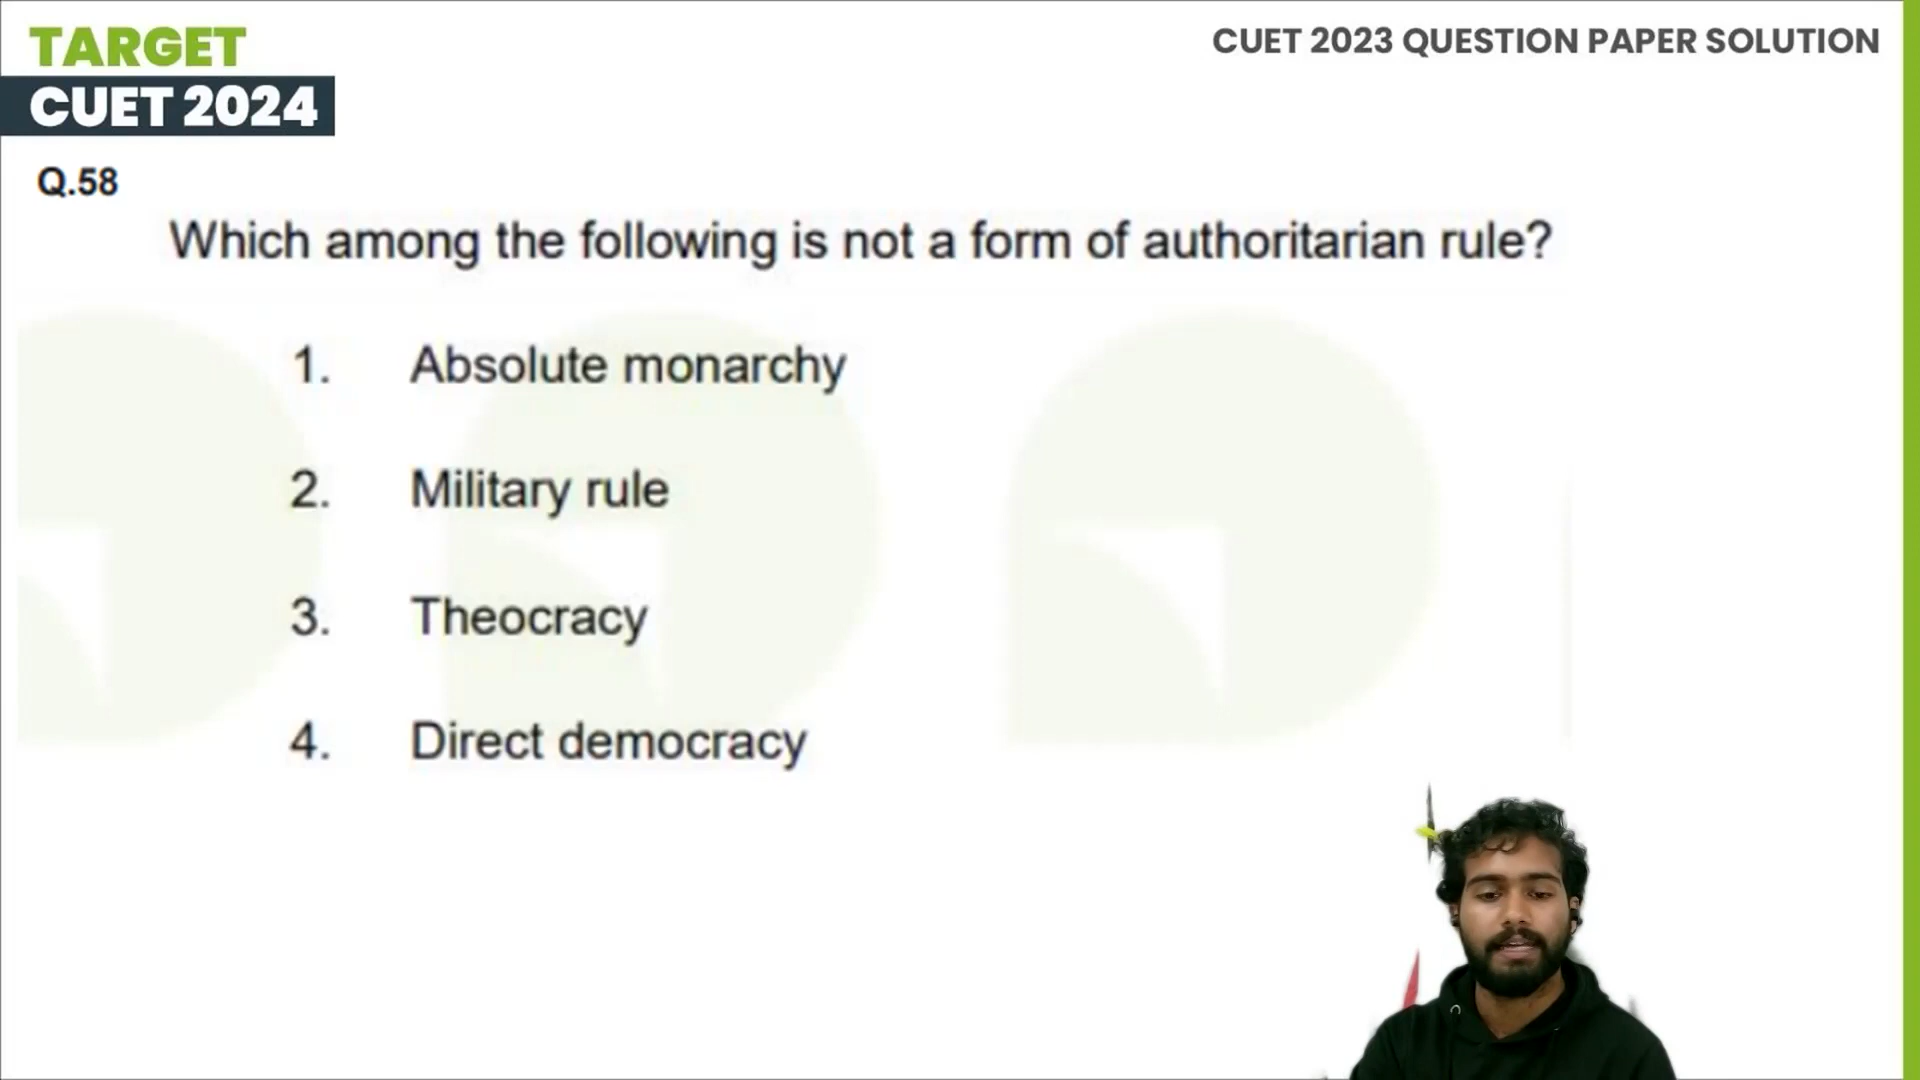 TARGET
CUET 2024
CUET 2023 QUESTION PAPER SOLUTION
Q.58
Which among the following is not a form of authoritarian rule?
1. Absolute monarchy
2. Military rule
3. Theocracy
4. Direct democracy